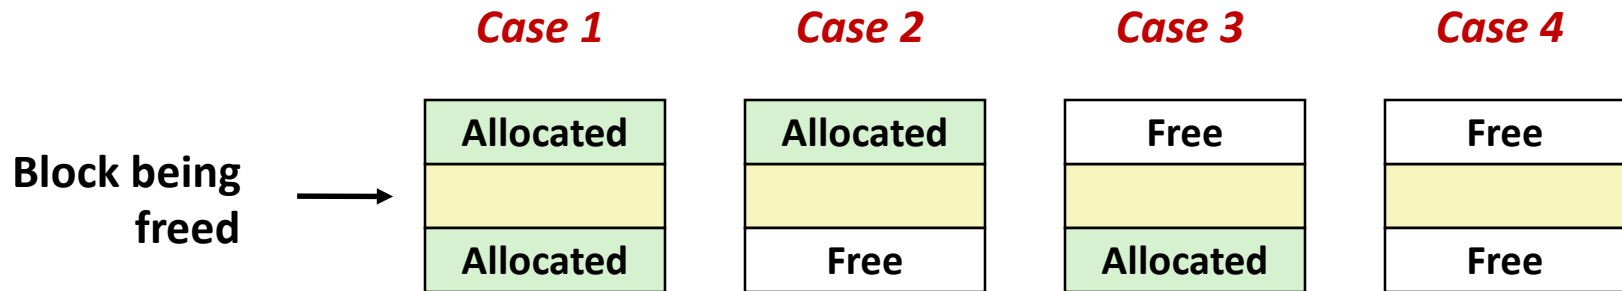 Case 1 Case 2 Case 3 Case 4
Allocated Allocated Free Free
Block being
freed
Allocated Free Allocated Free